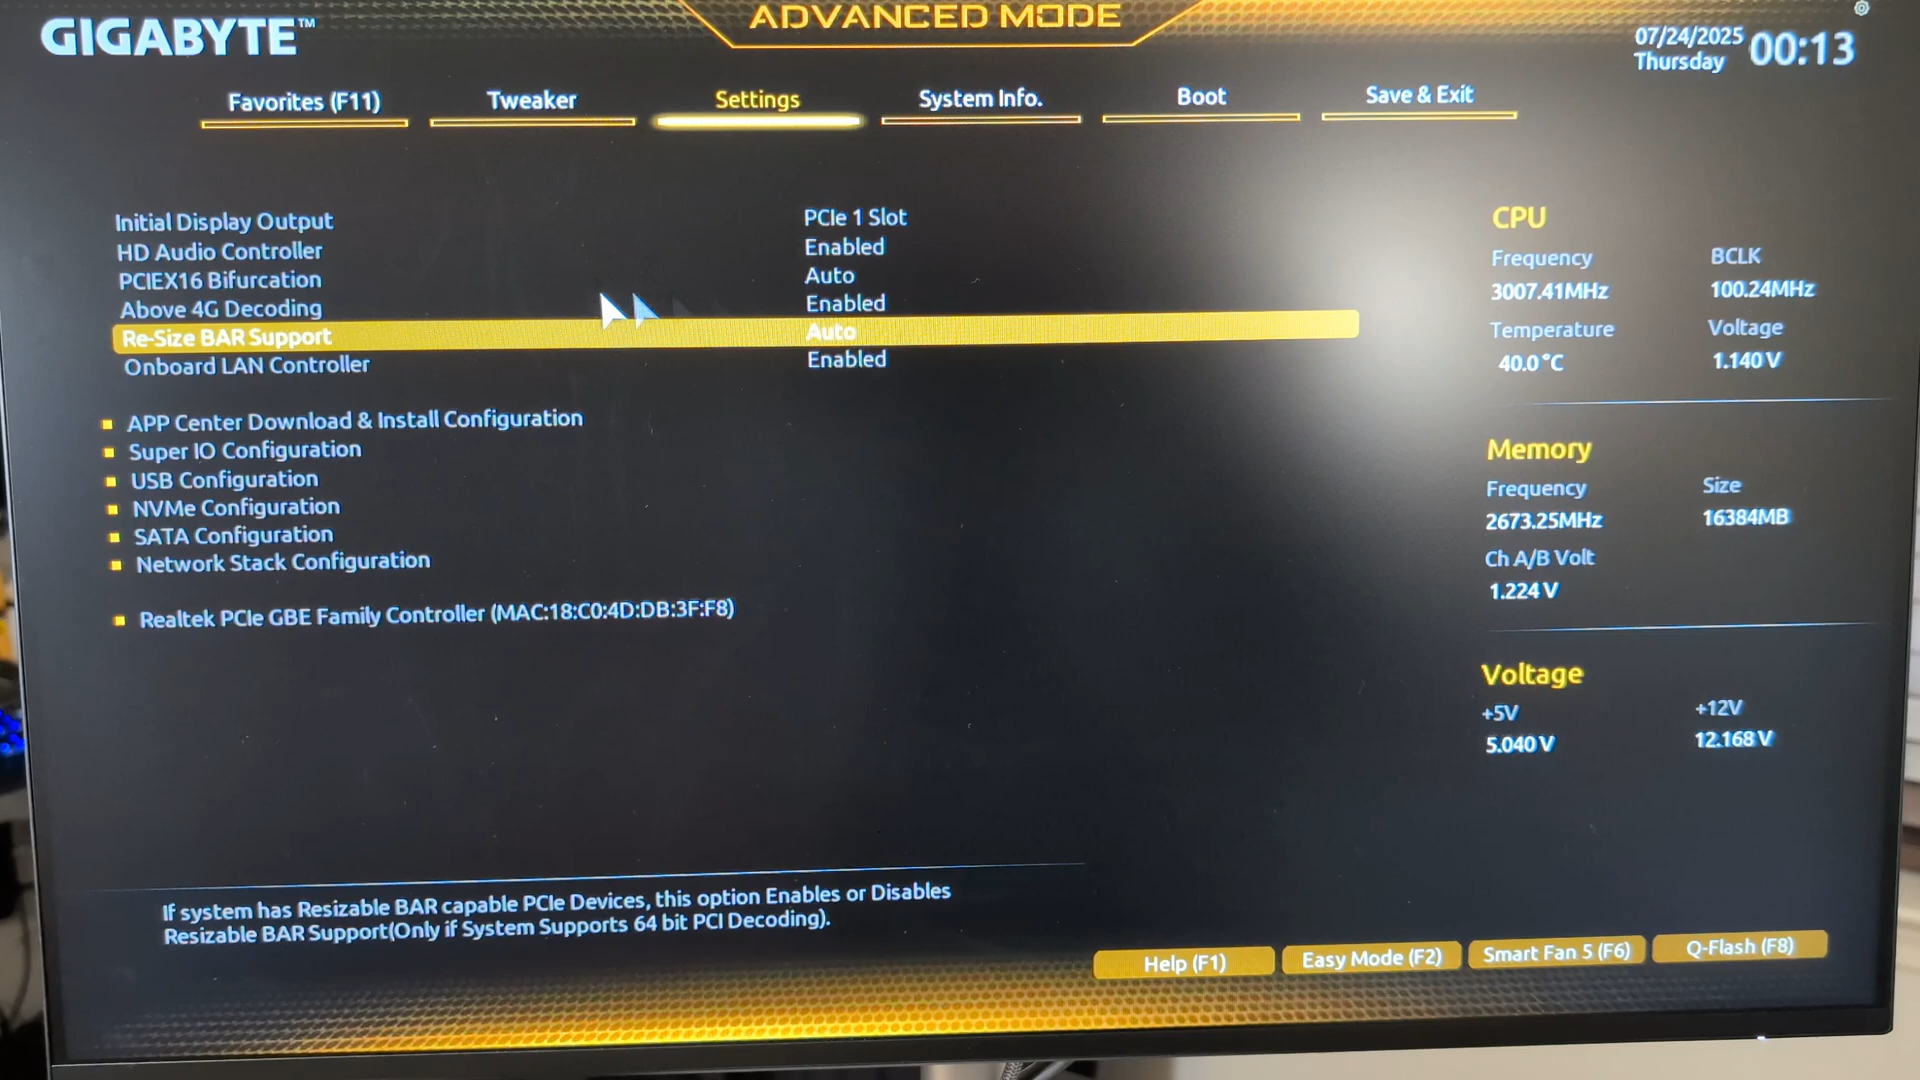 GIGABYTE™
ADVANCED MODE
07/24/2025
Thursday
00:13
Favorites (F11)
Tweaker
Settings
System Info.
Boot
Save & Exit
Initial Display Output PCIe 1 Slot
HD Audio Controller Enabled
PCIEX16 Bifurcation Auto
Above 4G Decoding Enabled
Re-Size BAR Support Auto
Onboard LAN Controller Enabled
APP Center Download & Install Configuration
Super IO Configuration
USB Configuration
NVMe Configuration
SATA Configuration
Network Stack Configuration
Realtek PCIe GBE Family Controller (MAC:18:C0:4D:DB:3F:F8)
CPU
Frequency BCLK
3007.41MHz 100.24MHz
Temperature Voltage
40.0°C 1.140 V
Memory
Frequency Size
2673.25MHz 16384MB
Ch A/B Volt
1.224 V
Voltage
+5V +12V
5.040 V 12.168 V
If system has Resizable BAR capable PCIe Devices, this option Enables or Disables
Resizable BAR Support(Only if System Supports 64 bit PCI Decoding).
Help (F1)
Easy Mode (F2)
Smart Fan 5 (F6)
Q-Flash (F8)